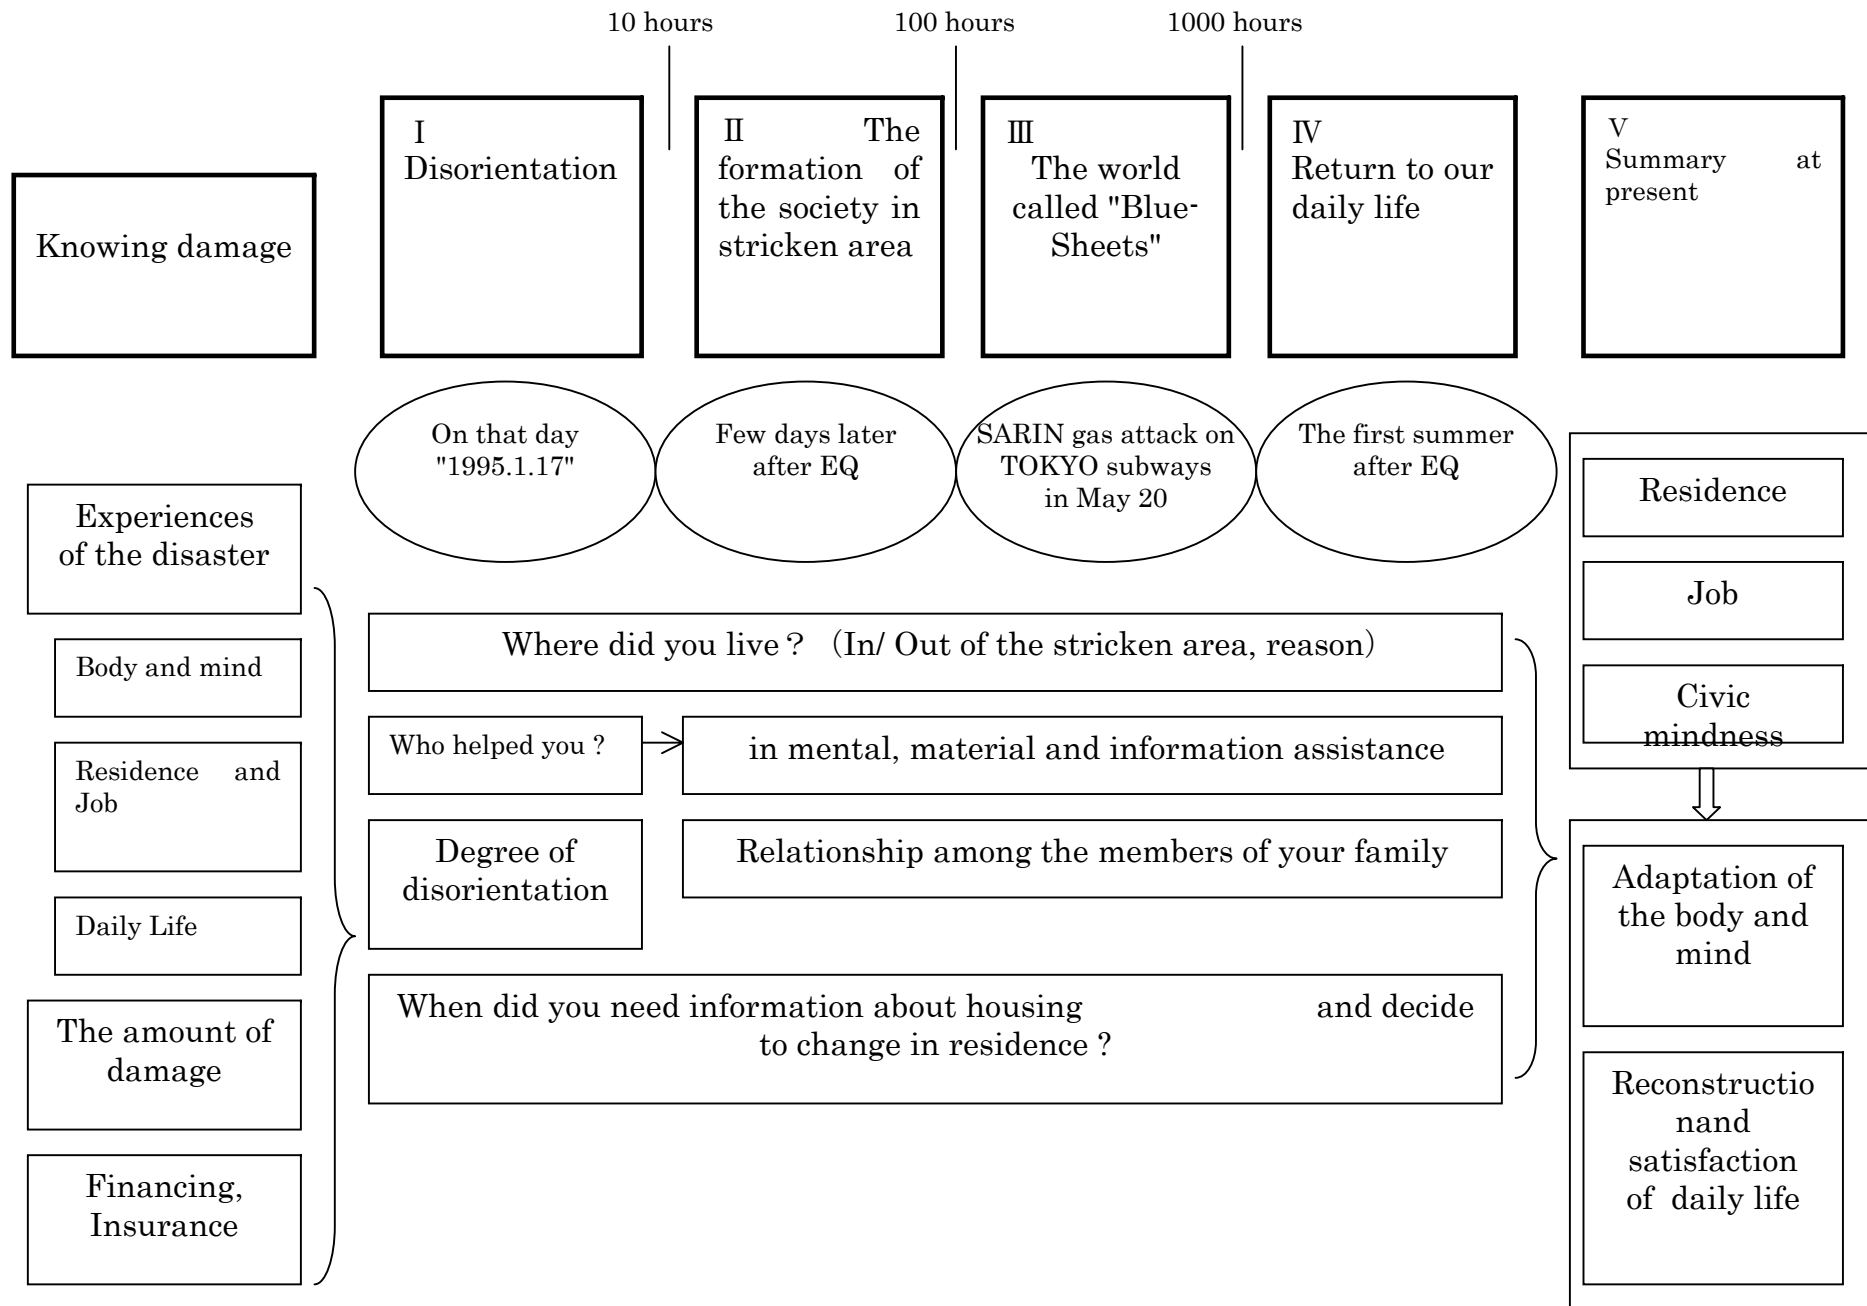 10 hours
100 hours
1000 hours
Knowing damage
Ⅰ
Disorientation
Ⅱ The
formation of
the society in
stricken area
Ⅲ
The world
called "Blue-
Sheets"
Ⅳ
Return to our
daily life
V
Summary at
present
On that day
"1995.1.17"
Few days later
after EQ
SARIN gas attack on
TOKYO subways
in May 20
The first summer
after EQ
Experiences
of the disaster
Body and mind
Residence and
Job
Daily Life
The amount of
damage
Financing,
Insurance
Where did you live？ （In/ Out of the stricken area, reason）
Who helped you ?
in mental, material and information assistance
Degree of
disorientation
Relationship among the members of your family
When did you need information about housing and decide
to change in residence ?
Residence
Job
Civic
mindness
Adaptation of
the body and
mind
Reconstructio
nand
satisfaction
of daily life